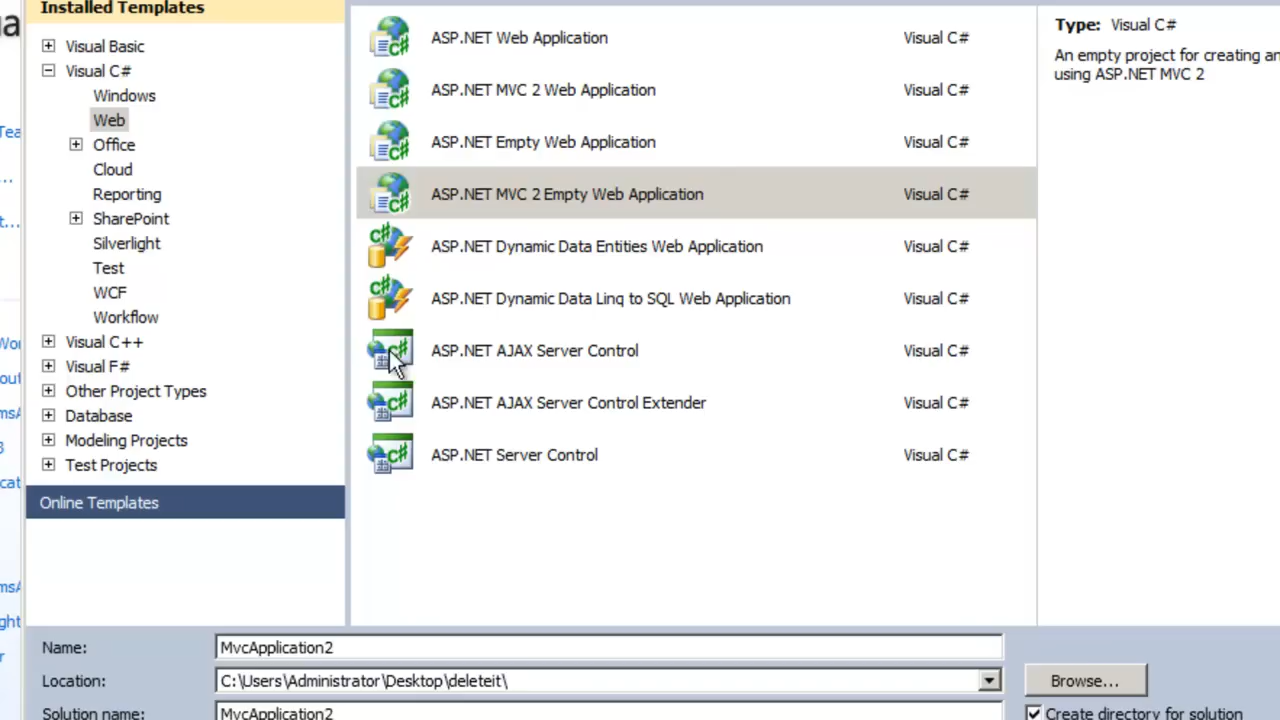 Installed Templates
Visual Basic
Visual C#
Windows
Web
Office
Cloud
Reporting
SharePoint
Silverlight
Test
WCF
Workflow
Visual C++
Visual F#
Other Project Types
Database
Modeling Projects
Test Projects
Online Templates
ASP.NET Web Application Visual C#
ASP.NET MVC 2 Web Application Visual C#
ASP.NET Empty Web Application Visual C#
ASP.NET MVC 2 Empty Web Application Visual C#
ASP.NET Dynamic Data Entities Web Application Visual C#
ASP.NET Dynamic Data Linq to SQL Web Application Visual C#
ASP.NET AJAX Server Control Visual C#
ASP.NET AJAX Server Control Extender Visual C#
ASP.NET Server Control Visual C#
Type: Visual C#
An empty project for creating an
using ASP.NET MVC 2
Name: MvcApplication2
Location: C:\Users\Administrator\Desktop\deleteit\ Browse...
Solution name: MvcApplication2 Create directory for solution